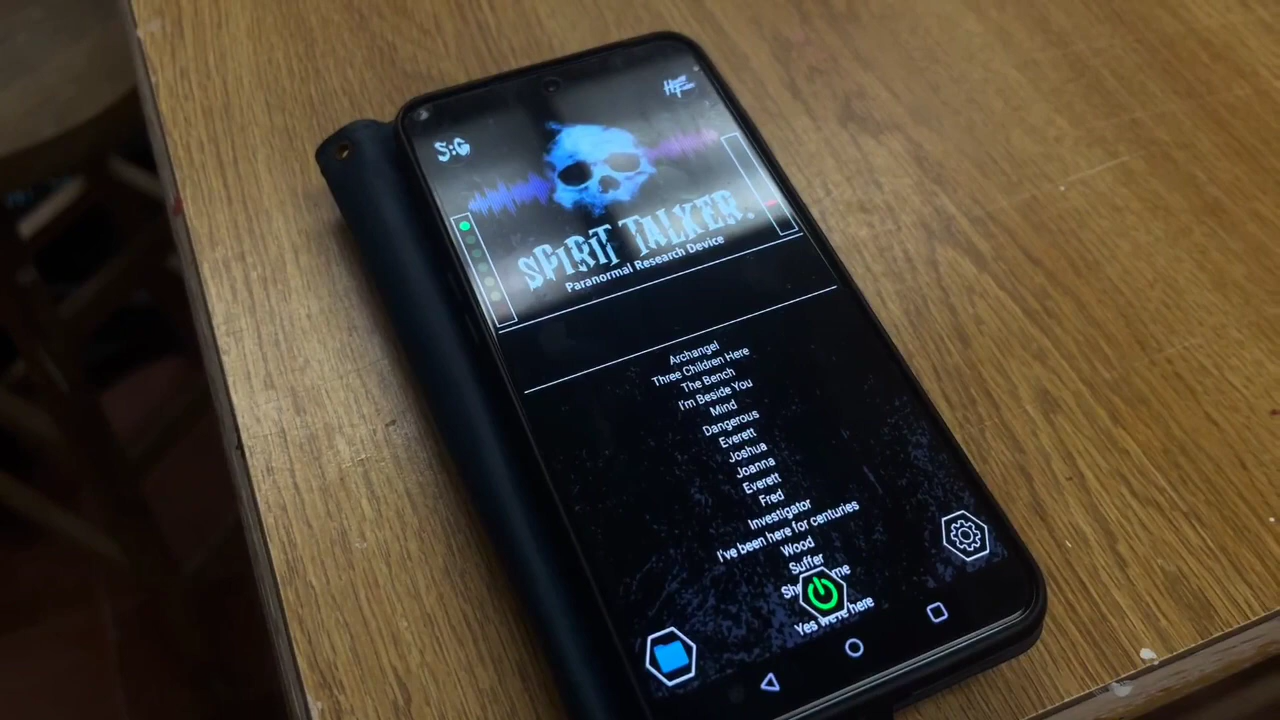 S:G
SPIRIT TALKER.
Paranormal Research Device
Archangel
Three Children Here
The Bench
I'm Beside You
Mind
Dangerous
Everett
Joshua
Joanna
Everett
Fred
Investigator
I've been here for centuries
Wood
Suffer
me
Yes we're here